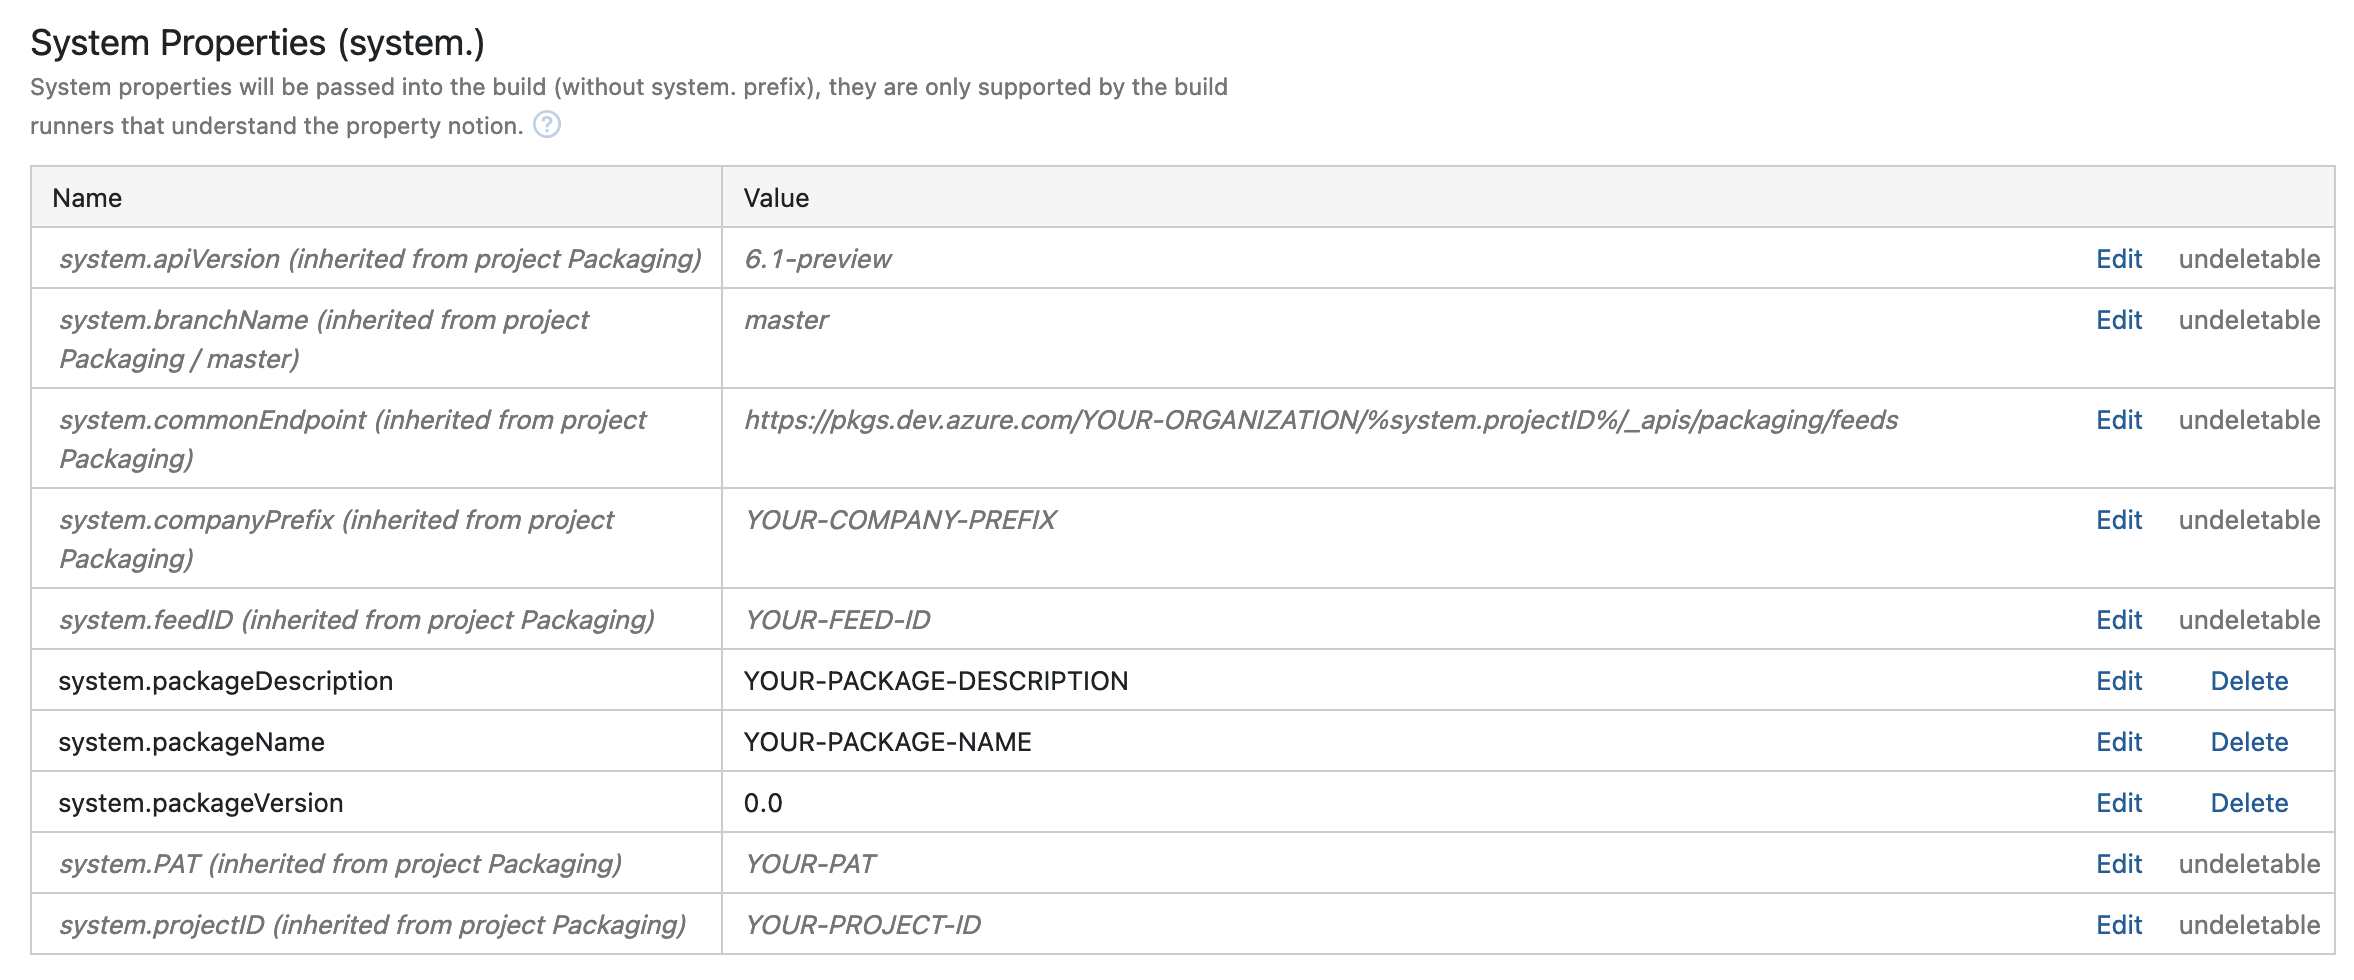 System Properties (system.)
System properties will be passed into the build (without system. prefix), they are only supported by the build
runners that understand the property notion. ?
Name Value
system.apiVersion (inherited from project Packaging) 6.1-preview Edit undeletable
system.branchName (inherited from project master Edit undeletable
Packaging / master)
system.commonEndpoint (inherited from project https://pkgs.dev.azure.com/YOUR-ORGANIZATION/%system.projectID%/_apis/packaging/feeds Edit undeletable
Packaging)
system.companyPrefix (inherited from project YOUR-COMPANY-PREFIX Edit undeletable
Packaging)
system.feedID (inherited from project Packaging) YOUR-FEED-ID Edit undeletable
system.packageDescription YOUR-PACKAGE-DESCRIPTION Edit Delete
system.packageName YOUR-PACKAGE-NAME Edit Delete
system.packageVersion 0.0 Edit Delete
system.PAT (inherited from project Packaging) YOUR-PAT Edit undeletable
system.projectID (inherited from project Packaging) YOUR-PROJECT-ID Edit undeletable